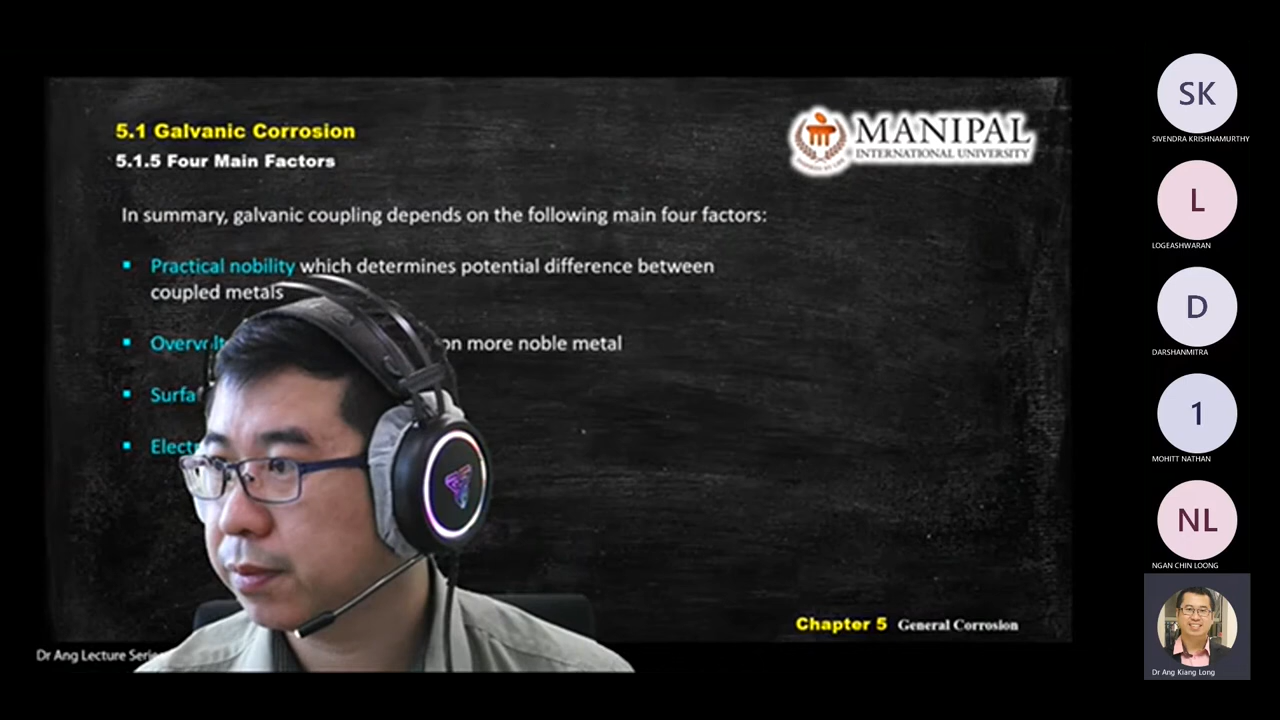 5.1 Galvanic Corrosion
5.1.5 Four Main Factors
MANIPAL
INTERNATIONAL UNIVERSITY
In summary, galvanic coupling depends on the following main four factors:
Practical nobility which determines potential difference between
coupled metals
on more noble metal
Chapter 5 General Corrosion
Dr Ang Lecture
SK
SIVENDRA KRISHNAMURTHY
L
LOGEASHWARAN
D
DARSHANMITRA
1
MOHITT NATHAN
NL
NGAN CHIN LOONG
Dr Ang Kiang Long